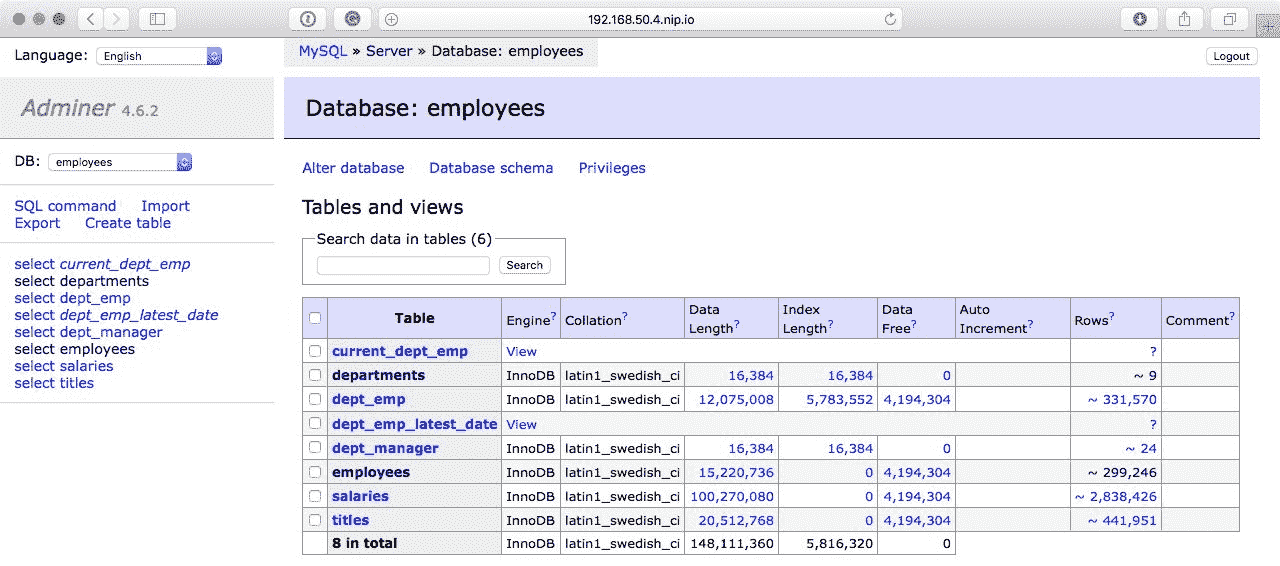 192.168.50.4.nip.io
Language: English
MySQL » Server » Database: employees
Logout
Adminer 4.6.2
Database: employees
DB: employees
Alter database Database schema Privileges
SQL command Import
Export Create table
Tables and views
Search data in tables (6)
Search
select current_dept_emp
select departments
select dept_emp
select dept_emp_latest_date
select dept_manager
select employees
select salaries
select titles
Table Engine? Collation? Data Length? Index Length? Data Free? Auto Increment? Rows? Comment?
current_dept_emp View ?
departments InnoDB latin1_swedish_ci 16,384 16,384 0 ~ 9
dept_emp InnoDB latin1_swedish_ci 12,075,008 5,783,552 4,194,304 ~ 331,570
dept_emp_latest_date View ?
dept_manager InnoDB latin1_swedish_ci 16,384 16,384 0 ~ 24
employees InnoDB latin1_swedish_ci 15,220,736 0 4,194,304 ~ 299,246
salaries InnoDB latin1_swedish_ci 100,270,080 0 4,194,304 ~ 2,838,426
titles InnoDB latin1_swedish_ci 20,512,768 0 4,194,304 ~ 441,951
8 in total InnoDB latin1_swedish_ci 148,111,360 5,816,320 0